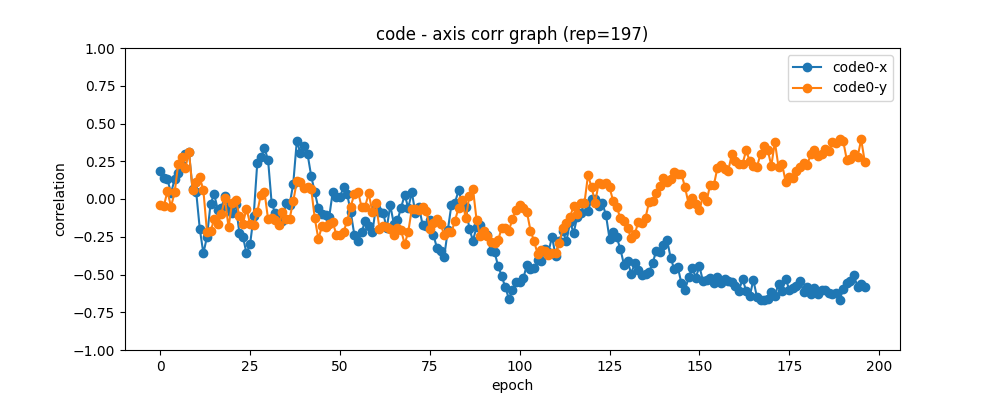 code - axis corr graph (rep=197)
1.00
0.75
0.50
0.25
0.00
−0.25
−0.50
−0.75
−1.00
correlation
code0-x
code0-y
0 25 50 75 100 125 150 175 200
epoch